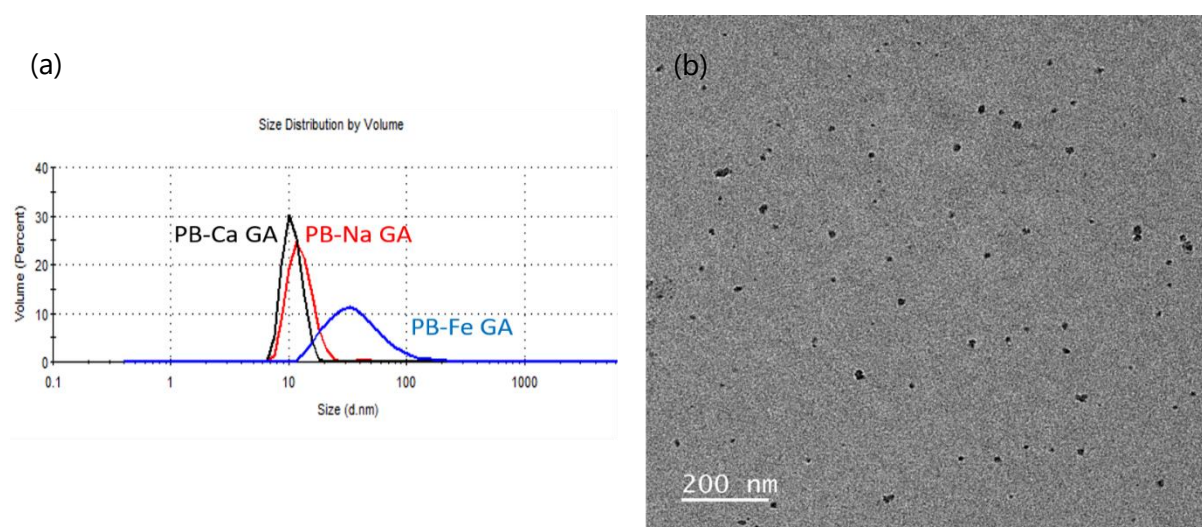 (a)
Size Distribution by Volume
Volume (Percent)
40
30
20
10
0
PB-Ca GA
PB-Na GA
PB-Fe GA
0.1 1 10 100 1000
Size (d.nm)
(b)
200 nm